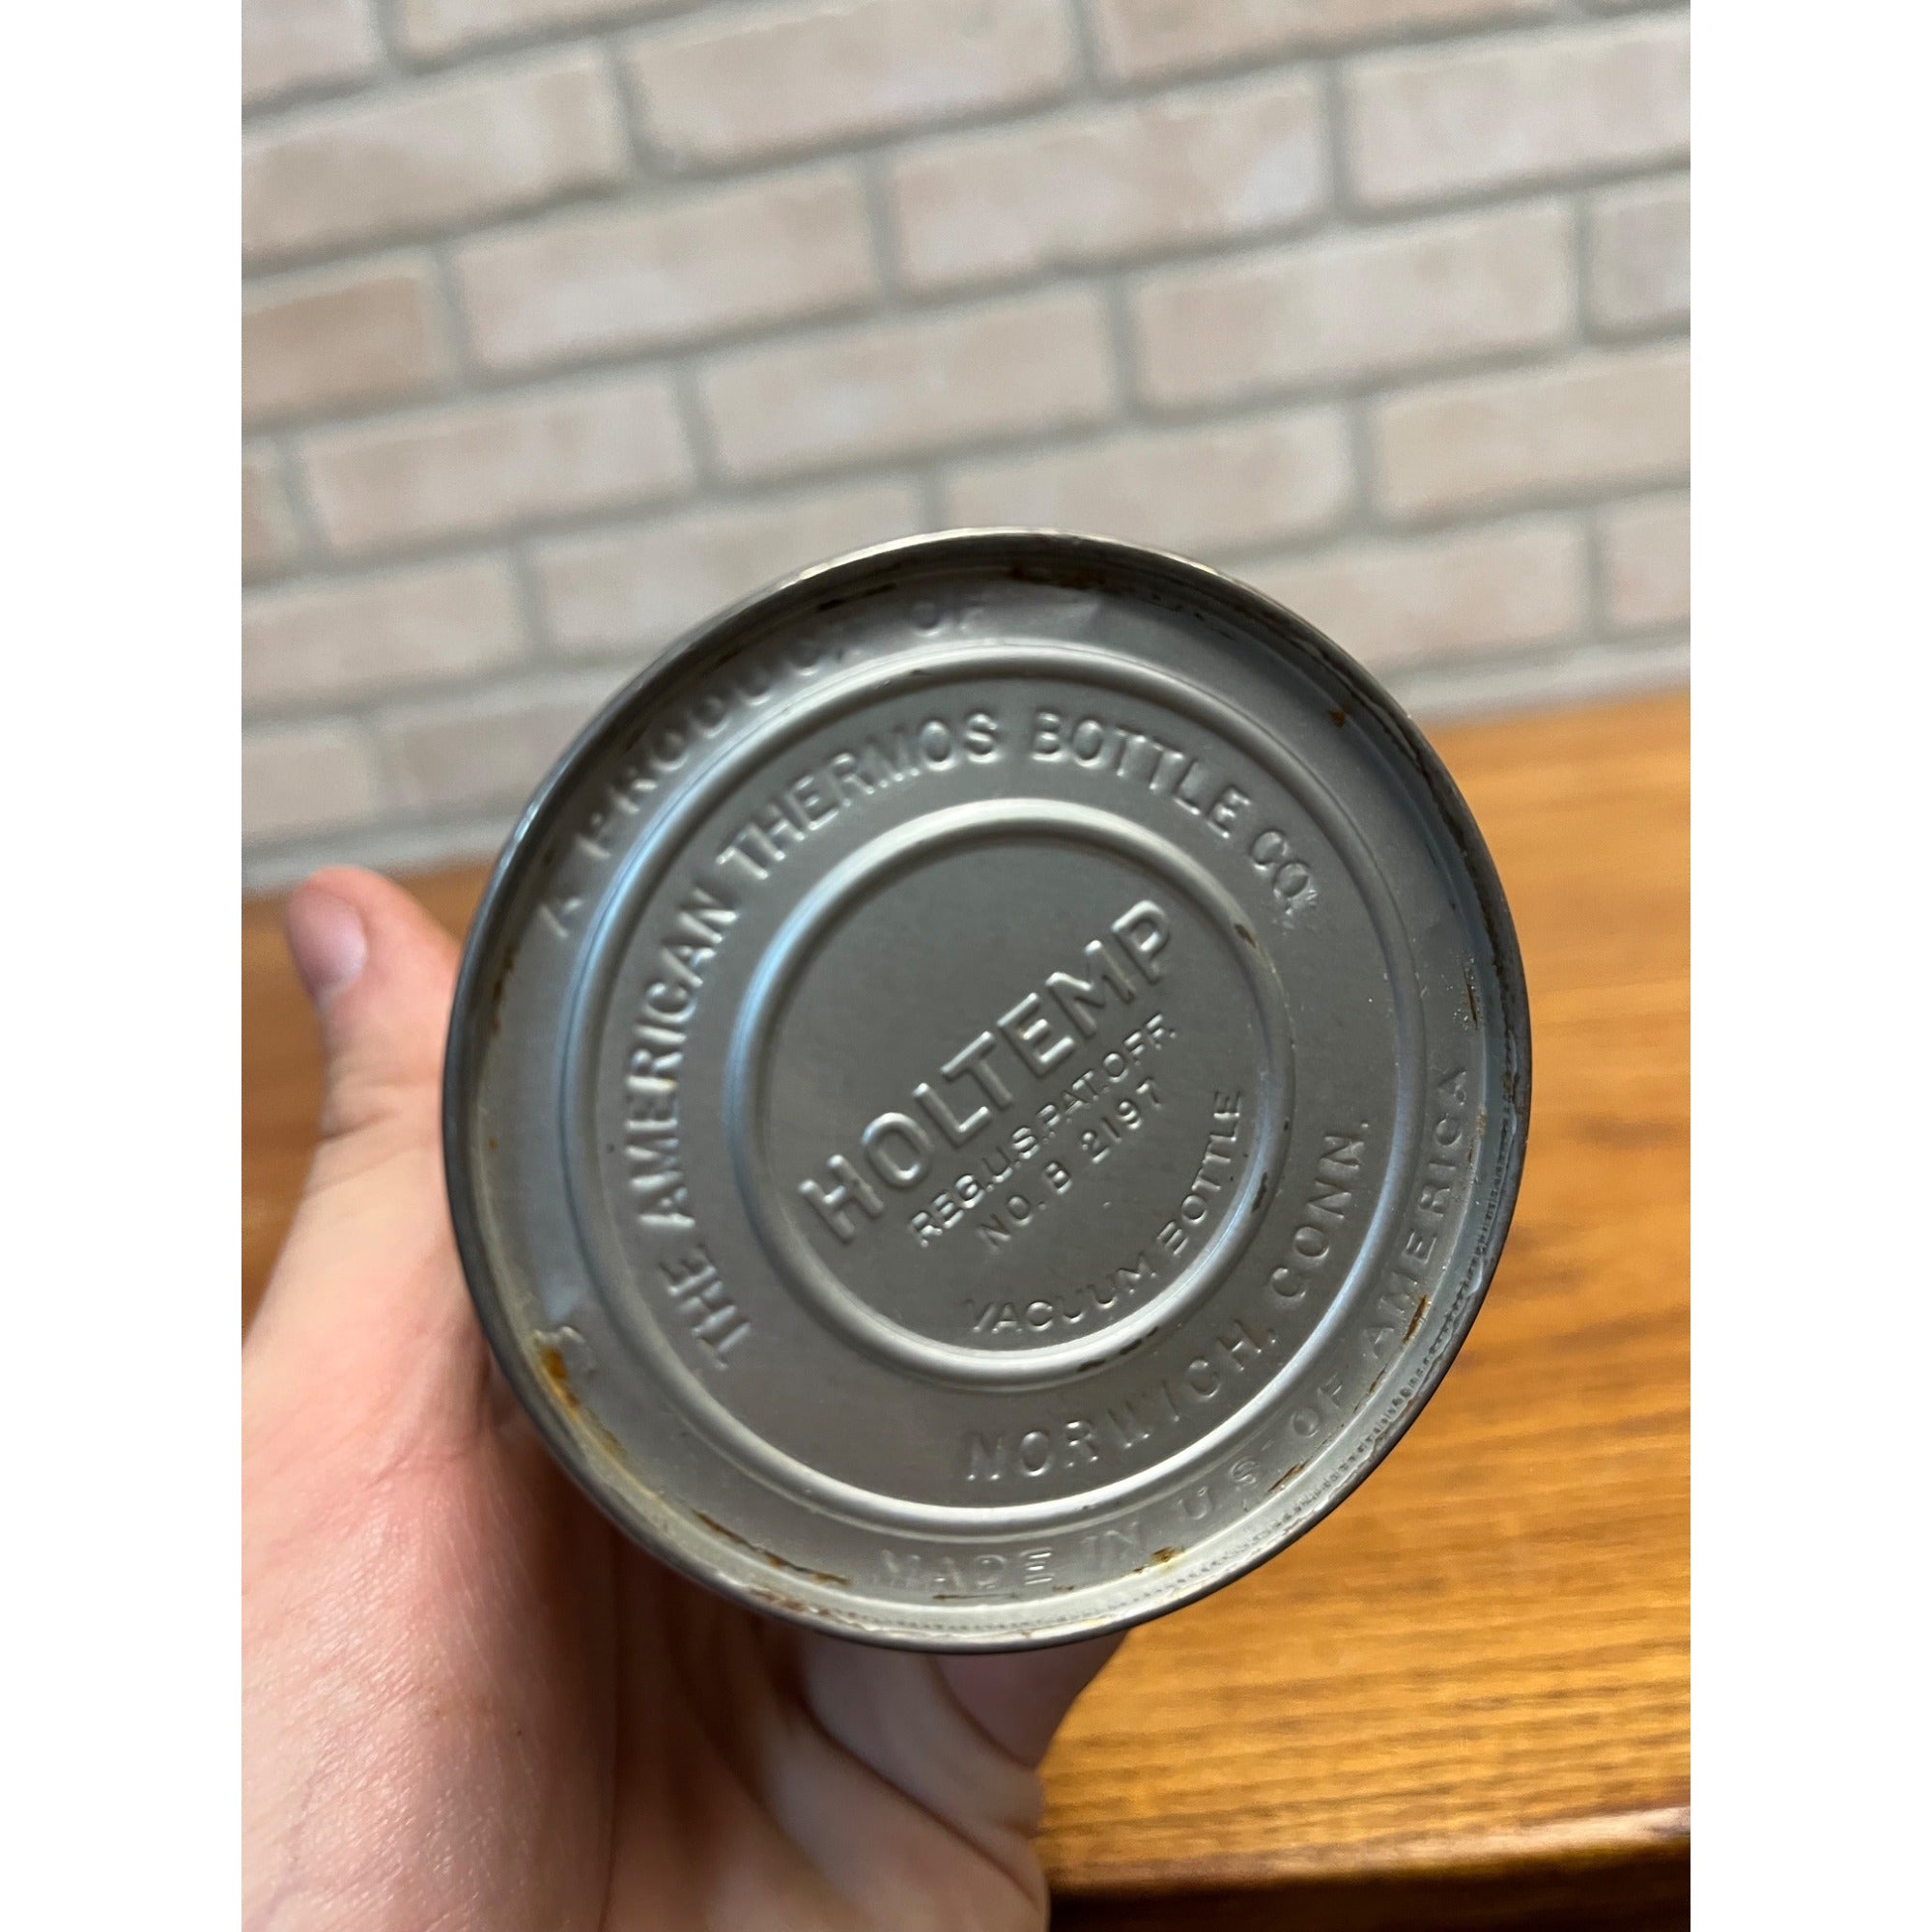 A PRODUCT OF
THE AMERICAN THERMOS BOTTLE CO.
HOLTEMP
REG.U.S.PAT.OFF.
NO. B 2197
VACUUM BOTTLE
NORWICH, CONN.
MADE IN U.S. OF AMERICA